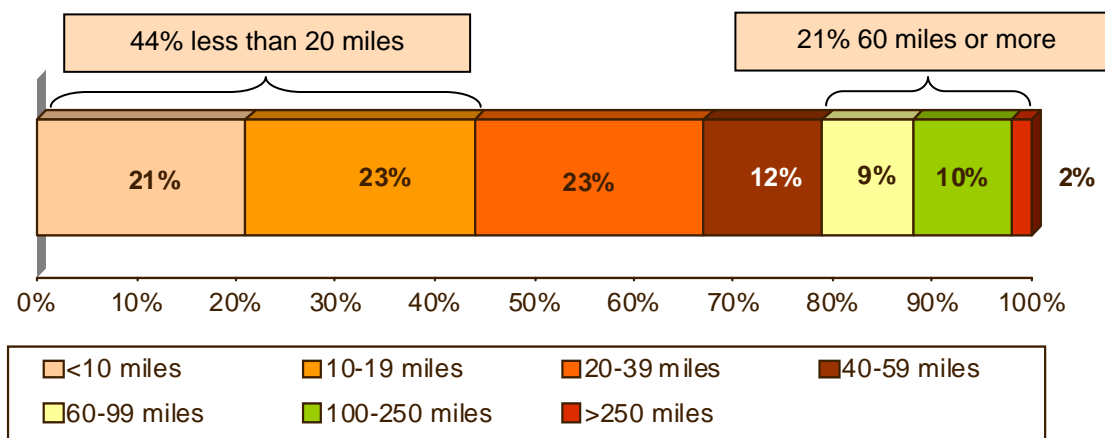 44% less than 20 miles 21% 60 miles or more
21% 23% 23% 12% 9% 10% 2%
0% 10% 20% 30% 40% 50% 60% 70% 80% 90% 100%
<10 miles 10-19 miles 20-39 miles 40-59 miles
60-99 miles 100-250 miles >250 miles